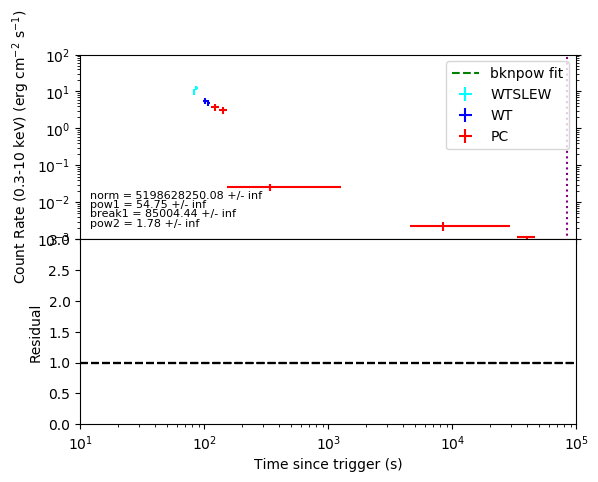 Count Rate (0.3-10 keV) (erg cm⁻² s⁻¹)
10²
10¹
10⁰
10⁻¹
10⁻²
10⁻³
bknpow fit
WTSLEW
WT
PC
norm = 5198628250.08 +/- inf
pow1 = 54.75 +/- inf
break1 = 85004.44 +/- inf
pow2 = 1.78 +/- inf
Residual
3.0
2.5
2.0
1.5
1.0
0.5
0.0
10¹ 10² 10³ 10⁴ 10⁵
Time since trigger (s)